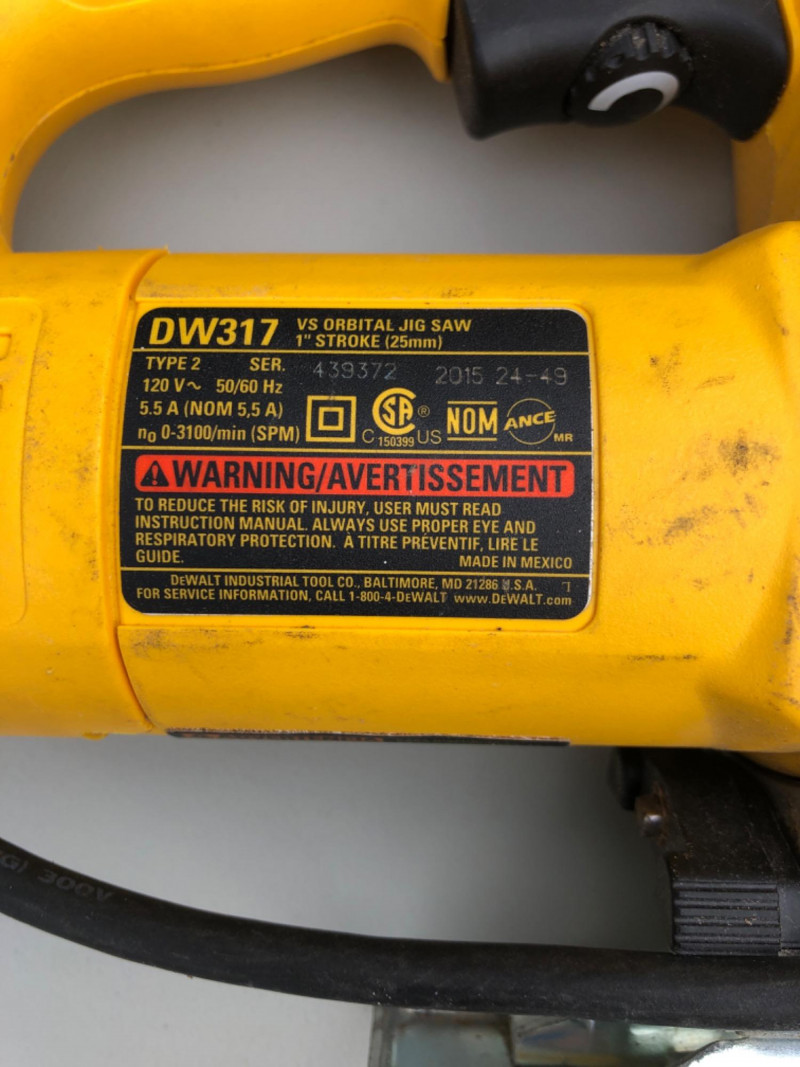 DW317 VS ORBITAL JIG SAW
1" STROKE (25mm)
TYPE 2 SER. 439372 2015 24-49
120 V~ 50/60 Hz
5.5 A (NOM 5,5 A)
n₀ 0-3100/min (SPM)
SA ®
C 150399 US
NOM
ANCE
MR
WARNING/AVERTISSEMENT
TO REDUCE THE RISK OF INJURY, USER MUST READ
INSTRUCTION MANUAL. ALWAYS USE PROPER EYE AND
RESPIRATORY PROTECTION. À TITRE PRÉVENTIF, LIRE LE
GUIDE. MADE IN MEXICO
DEWALT INDUSTRIAL TOOL CO., BALTIMORE, MD 21286 U.S.A.
FOR SERVICE INFORMATION, CALL 1-800-4-DEWALT www.DEWALT.com
300V